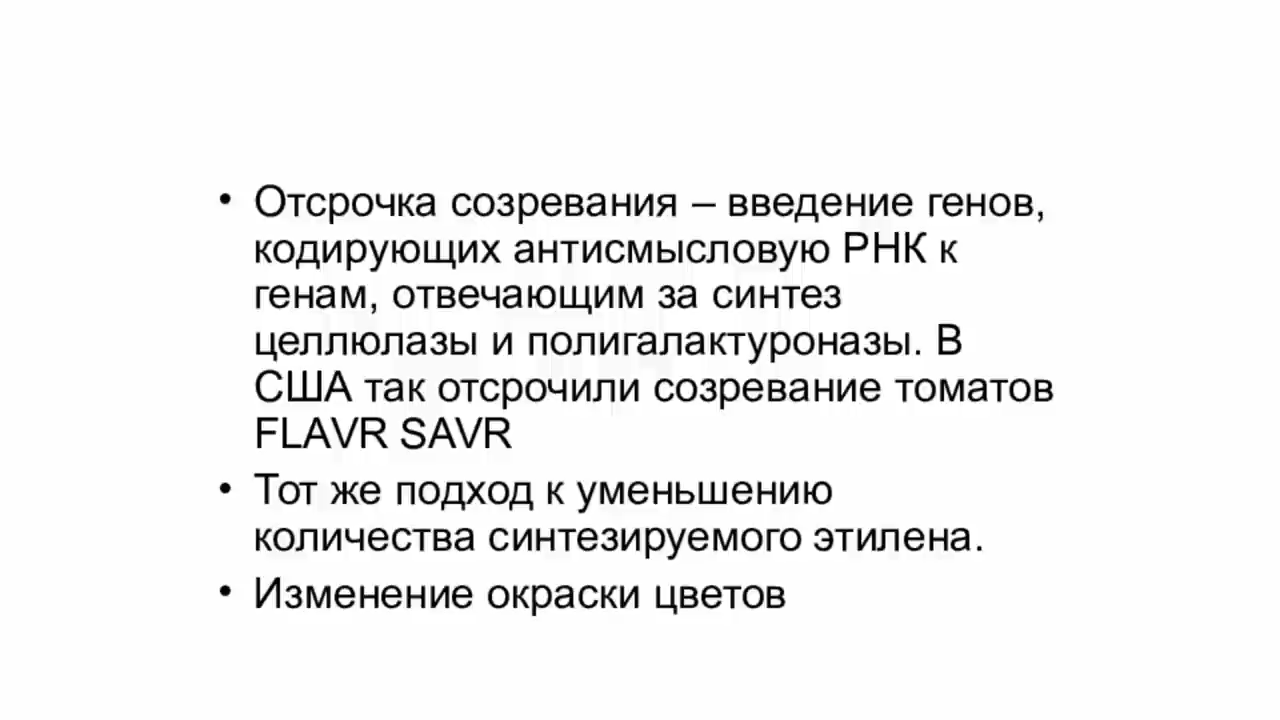 • Отсрочка созревания – введение генов,
кодирующих антисмысловую РНК к
генам, отвечающим за синтез
целлюлазы и полигалактуроназы. В
США так отсрочили созревание томатов
FLAVR SAVR
• Тот же подход к уменьшению
количества синтезируемого этилена.
• Изменение окраски цветов